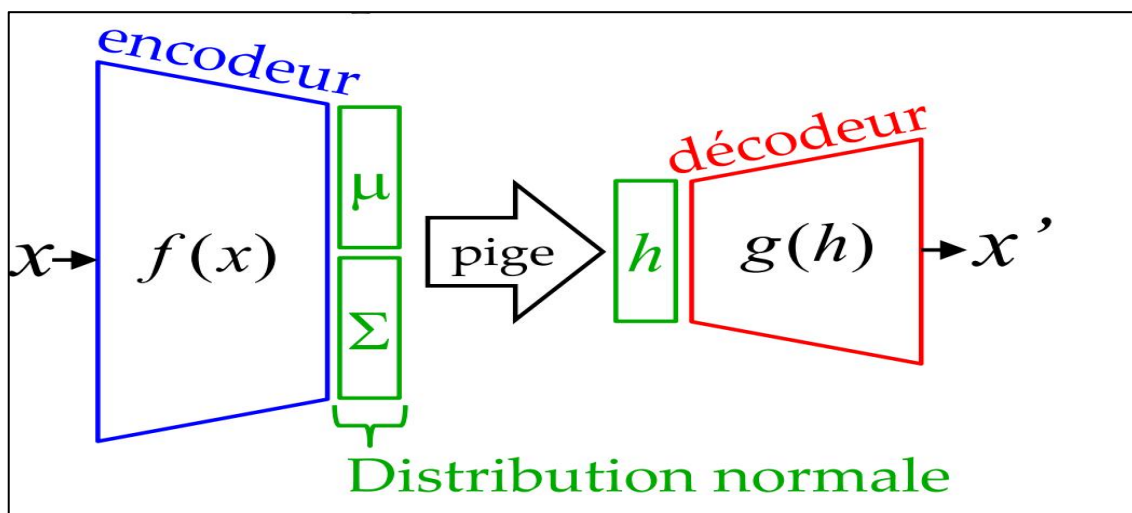 encodeur
x
f(x)
μ
Σ
pige
h
décodeur
g(h)
x’
Distribution normale